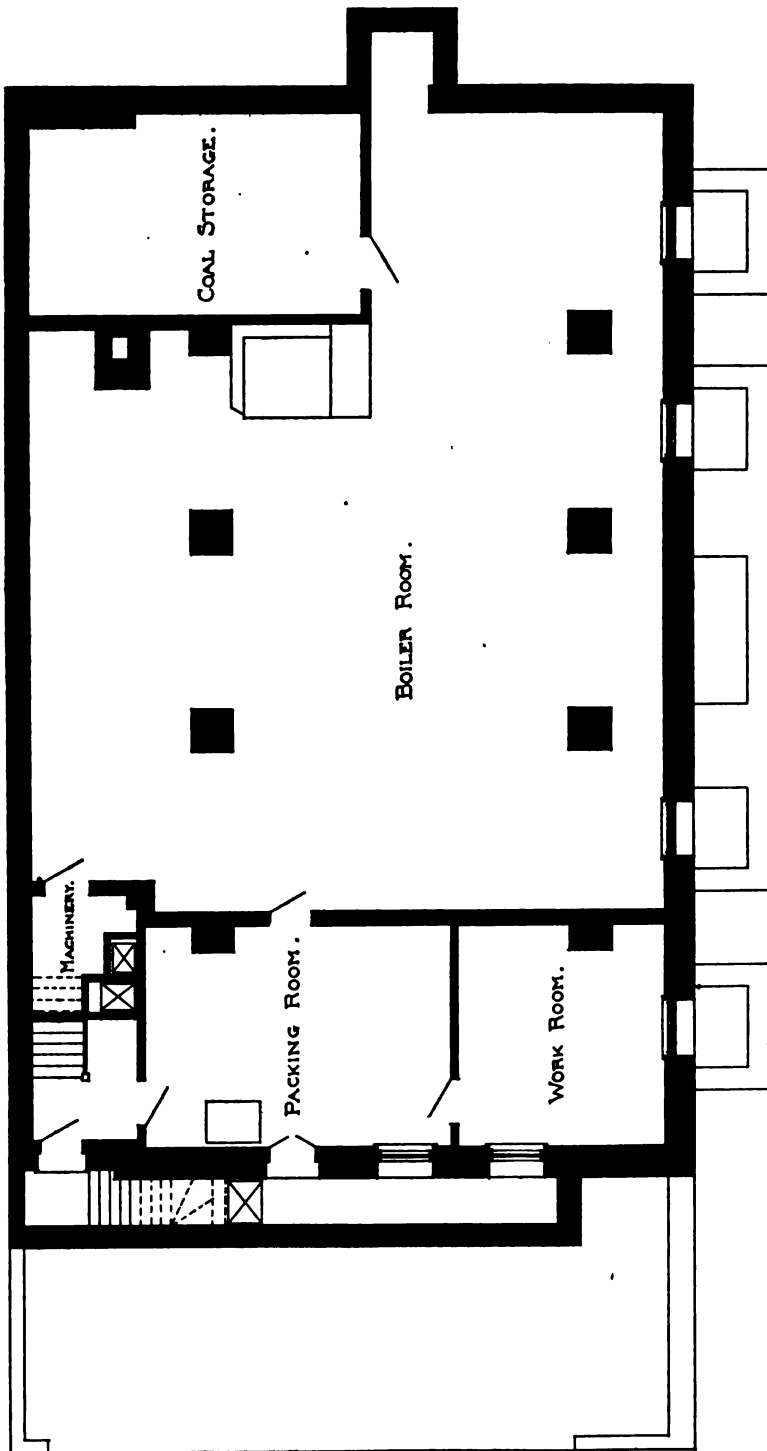 COAL STORAGE.
BOILER ROOM.
MACHINERY.
PACKING ROOM.
WORK ROOM.